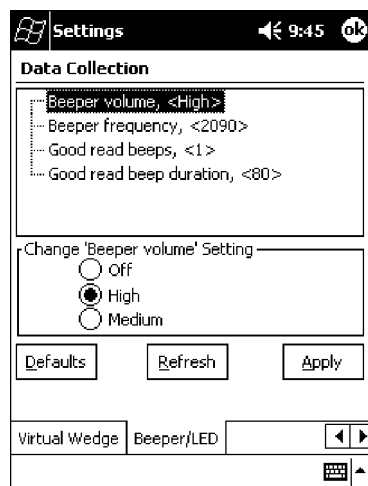 Settings 9:45 ok
Data Collection
Beeper volume, <High>
Beeper frequency, <2090>
Good read beeps, <1>
Good read beep duration, <80>
Change 'Beeper volume' Setting
Off
High
Medium
Defaults Refresh Apply
Virtual Wedge Beeper/LED